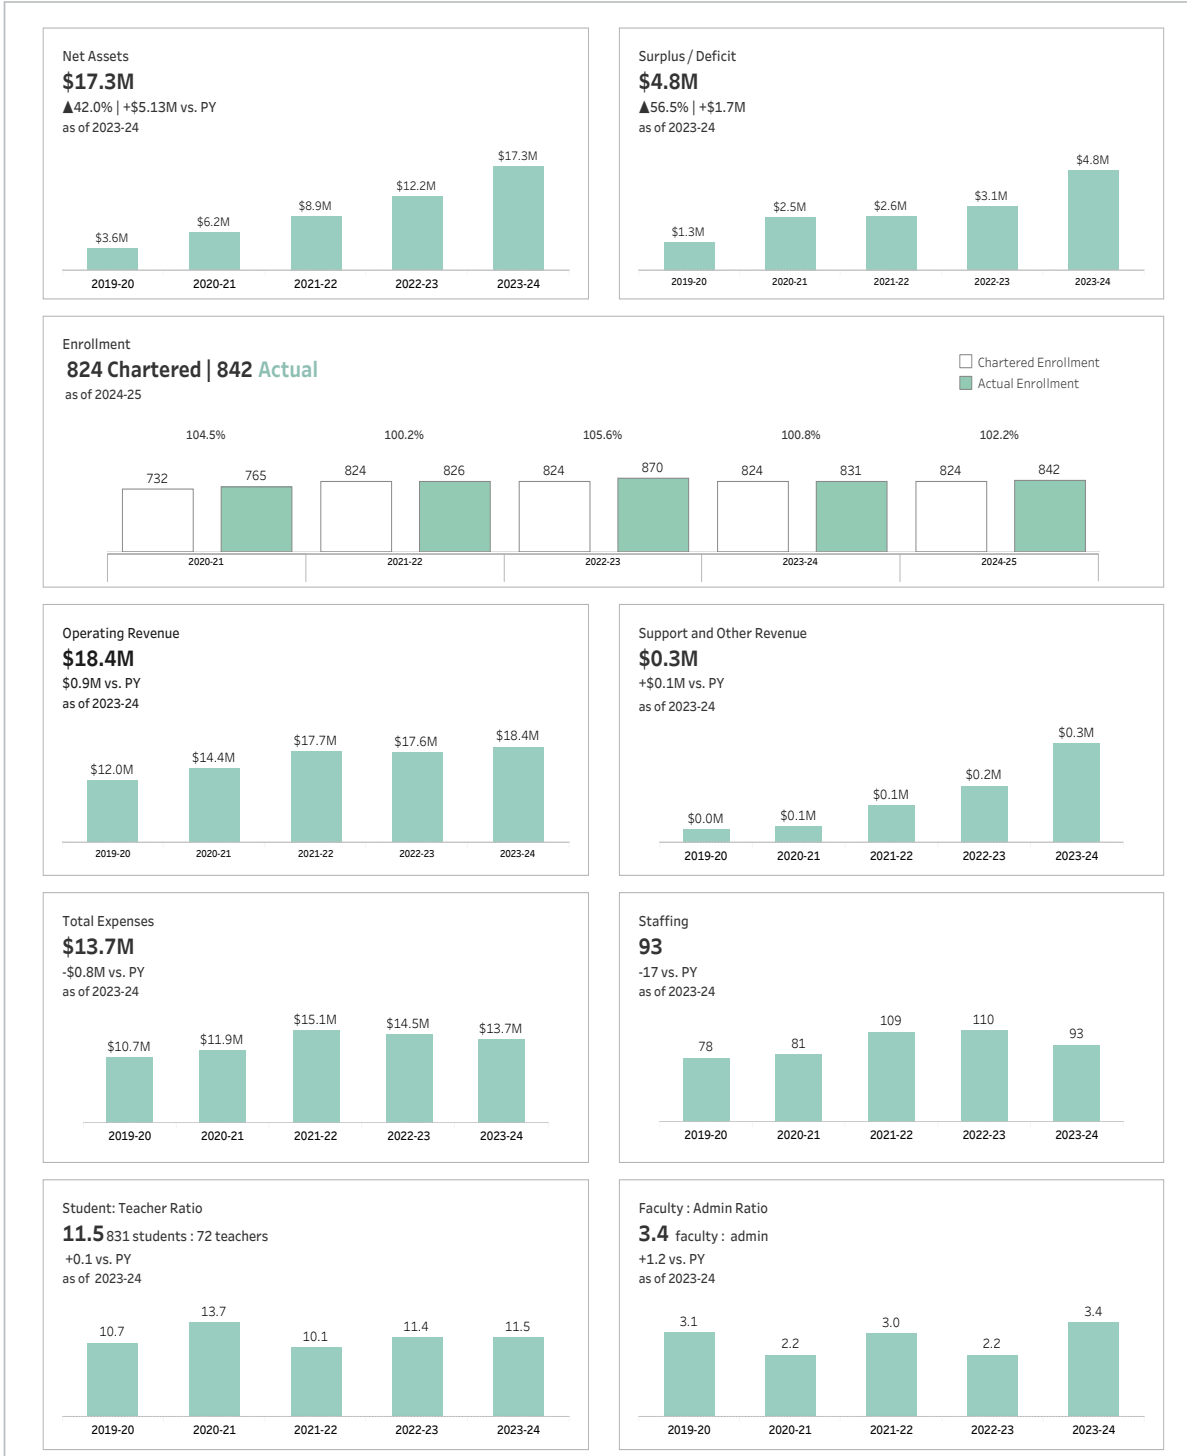 Net Assets
$17.3M
▲42.0% | +$5.13M vs. PY
as of 2023-24
$3.6M $6.2M $8.9M $12.2M $17.3M
2019-20 2020-21 2021-22 2022-23 2023-24
Surplus / Deficit
$4.8M
▲56.5% | +$1.7M
as of 2023-24
$1.3M $2.5M $2.6M $3.1M $4.8M
2019-20 2020-21 2021-22 2022-23 2023-24
Enrollment
824 Chartered | 842 Actual
as of 2024-25
Chartered Enrollment
Actual Enrollment
104.5% 100.2% 105.6% 100.8% 102.2%
732 765 824 826 824 870 824 831 824 842
2020-21 2021-22 2022-23 2023-24 2024-25
Operating Revenue
$18.4M
$0.9M vs. PY
as of 2023-24
$12.0M $14.4M $17.7M $17.6M $18.4M
2019-20 2020-21 2021-22 2022-23 2023-24
Support and Other Revenue
$0.3M
+$0.1M vs. PY
as of 2023-24
$0.0M $0.1M $0.1M $0.2M $0.3M
2019-20 2020-21 2021-22 2022-23 2023-24
Total Expenses
$13.7M
-$0.8M vs. PY
as of 2023-24
$10.7M $11.9M $15.1M $14.5M $13.7M
2019-20 2020-21 2021-22 2022-23 2023-24
Staffing
93
-17 vs. PY
as of 2023-24
78 81 109 110 93
2019-20 2020-21 2021-22 2022-23 2023-24
Student: Teacher Ratio
11.5 831 students : 72 teachers
+0.1 vs. PY
as of 2023-24
10.7 13.7 10.1 11.4 11.5
2019-20 2020-21 2021-22 2022-23 2023-24
Faculty : Admin Ratio
3.4 faculty : admin
+1.2 vs. PY
as of 2023-24
3.1 2.2 3.0 2.2 3.4
2019-20 2020-21 2021-22 2022-23 2023-24